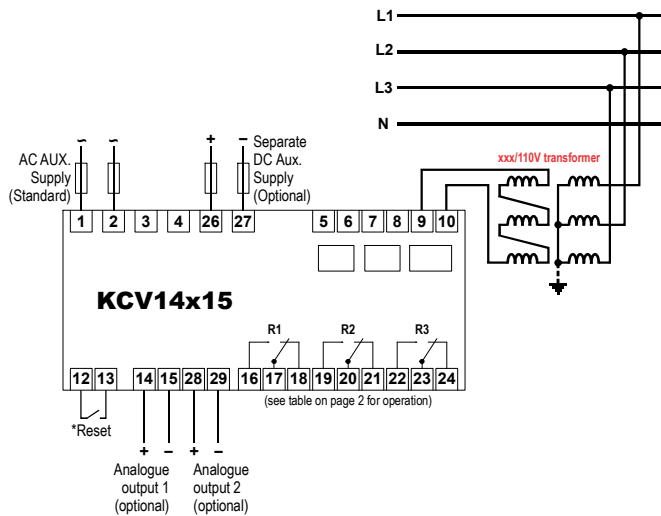 L1
L2
L3
N
xxx/110V transformer
~ ~ + –
AC AUX.
Supply
(Standard)
Separate
DC Aux.
Supply
(Optional)
1 2 3 4 26 27 5 6 7 8 9 10
KCV14x15
R1 R2 R3
12 13 14 15 28 29 16 17 18 19 20 21 22 23 24
(see table on page 2 for operation)
*Reset
+ – + –
Analogue
output 1
(optional)
Analogue
output 2
(optional)